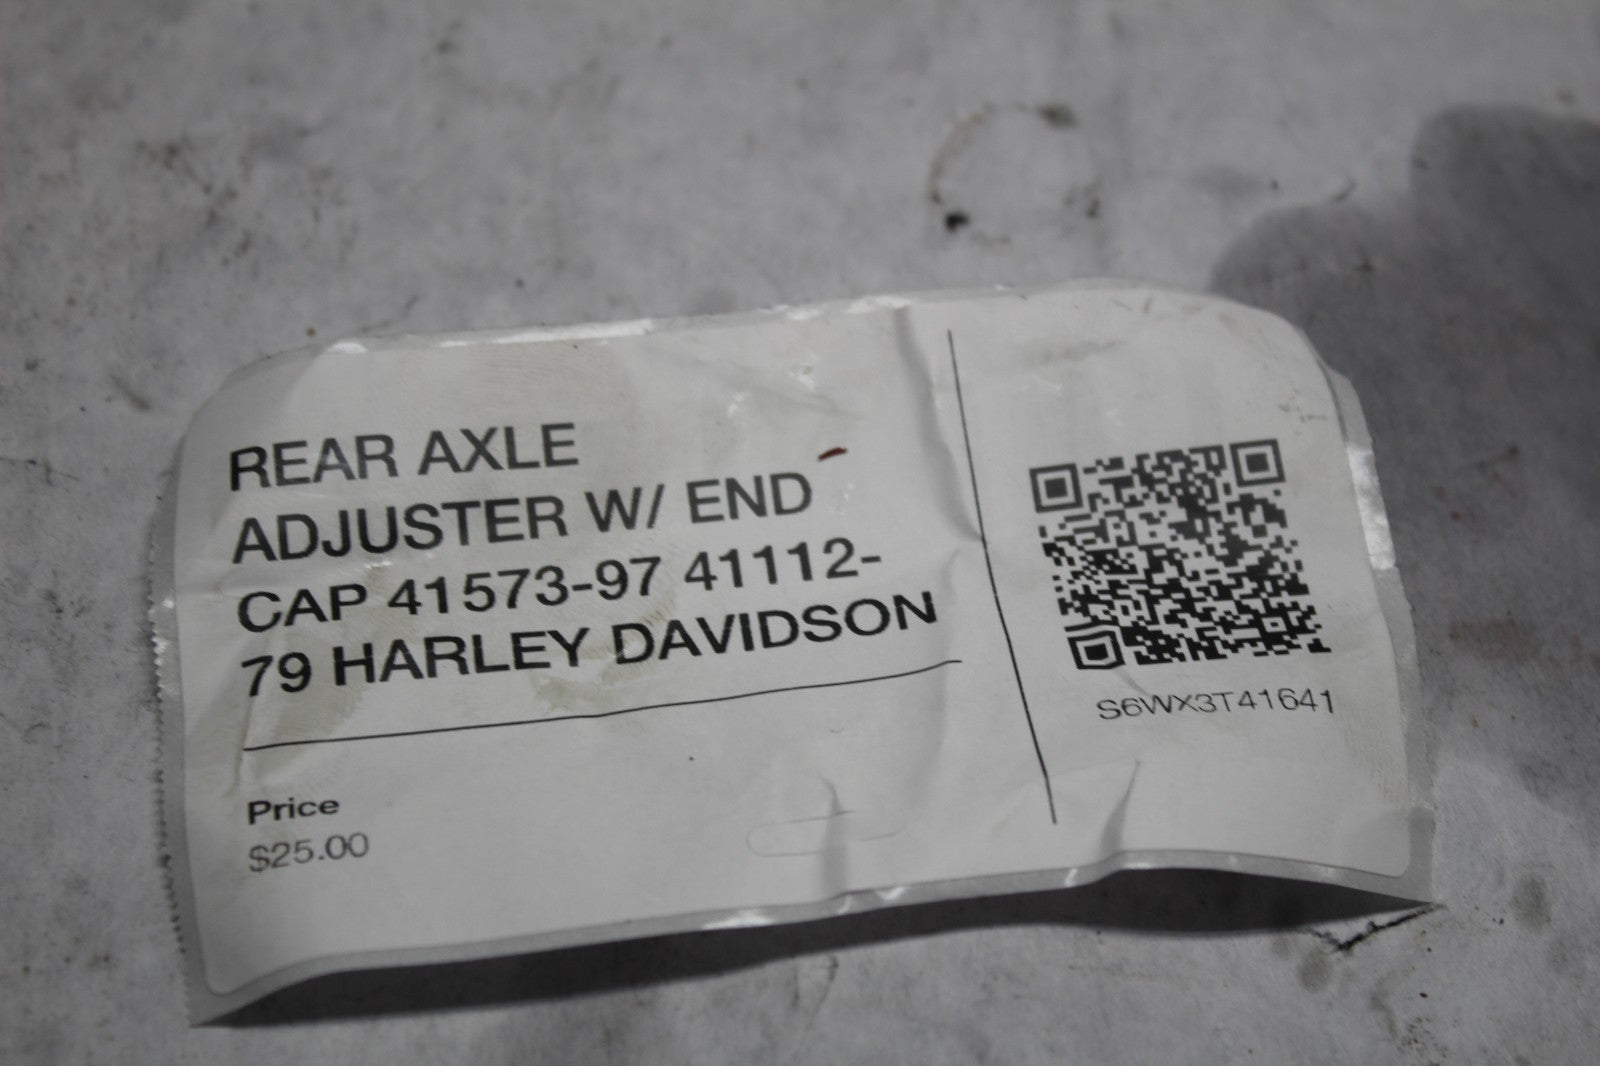 REAR AXLE
ADJUSTER W/ END
CAP 41573-97 41112-
79 HARLEY DAVIDSON
Price
$25.00
S6WX3T41641